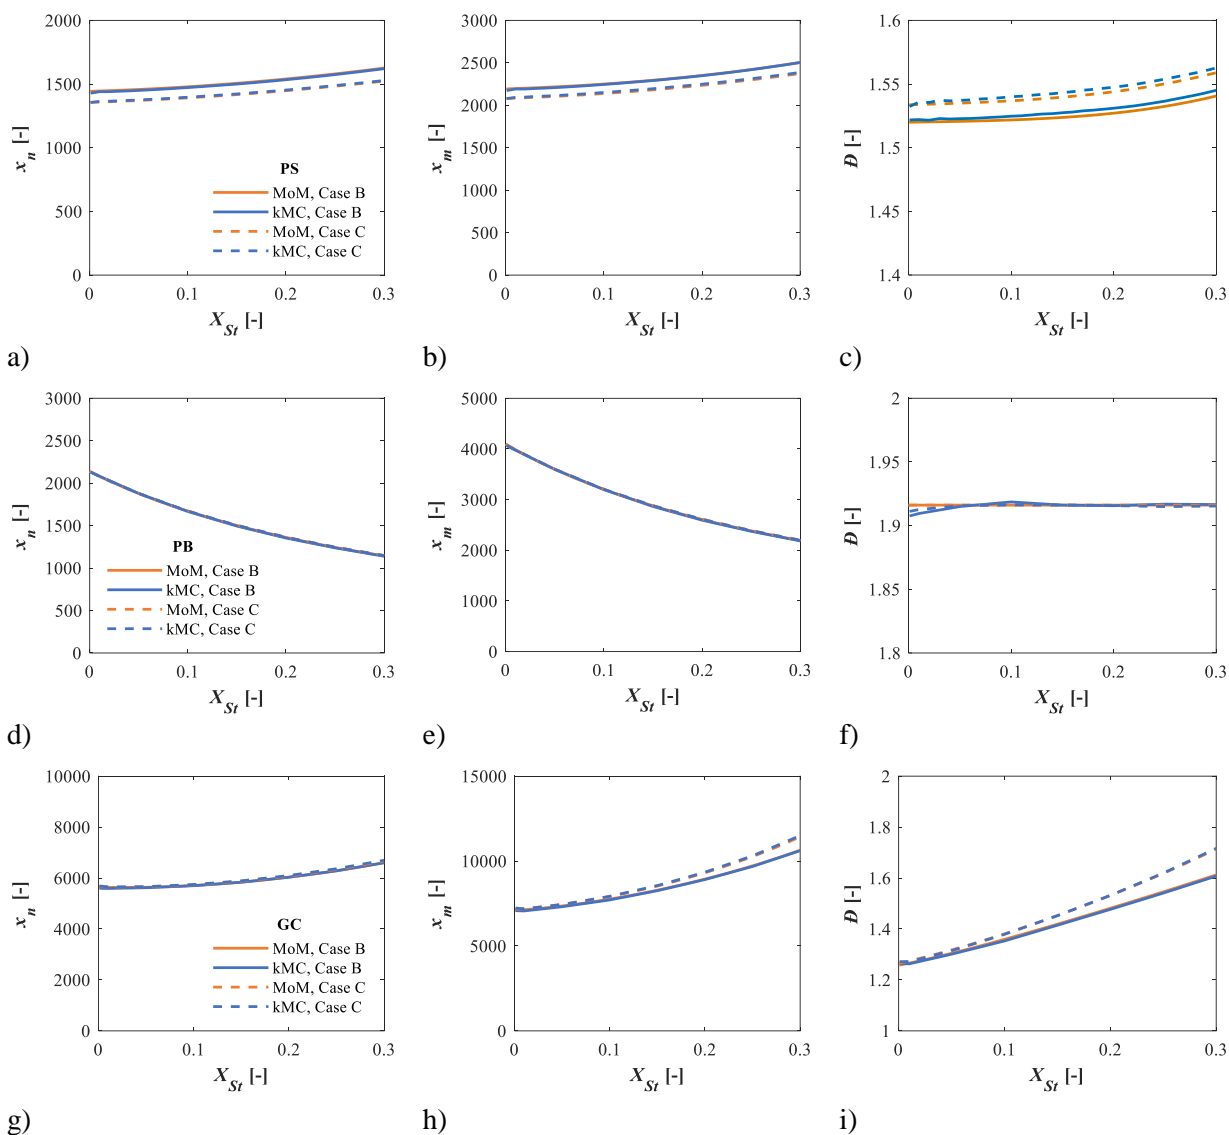 2000
1500
1000
500
0
x_n [-]
PS
MoM, Case B
kMC, Case B
MoM, Case C
kMC, Case C
0 0.1 0.2 0.3
X_St [-]
a)
3000
2500
2000
1500
1000
500
0
x_m [-]
0 0.1 0.2 0.3
X_St [-]
b)
1.6
1.55
1.5
1.45
1.4
Đ [-]
0 0.1 0.2 0.3
X_St [-]
c)
3000
2500
2000
1500
1000
500
0
x_n [-]
PB
MoM, Case B
kMC, Case B
MoM, Case C
kMC, Case C
0 0.1 0.2 0.3
X_St [-]
d)
5000
4000
3000
2000
1000
0
x_m [-]
0 0.1 0.2 0.3
X_St [-]
e)
2
1.95
1.9
1.85
1.8
Đ [-]
0 0.1 0.2 0.3
X_St [-]
f)
10000
8000
6000
4000
2000
0
x_n [-]
GC
MoM, Case B
kMC, Case B
MoM, Case C
kMC, Case C
0 0.1 0.2 0.3
X_St [-]
g)
15000
10000
5000
0
x_m [-]
0 0.1 0.2 0.3
X_St [-]
h)
2
1.8
1.6
1.4
1.2
1
Đ [-]
0 0.1 0.2 0.3
X_St [-]
i)